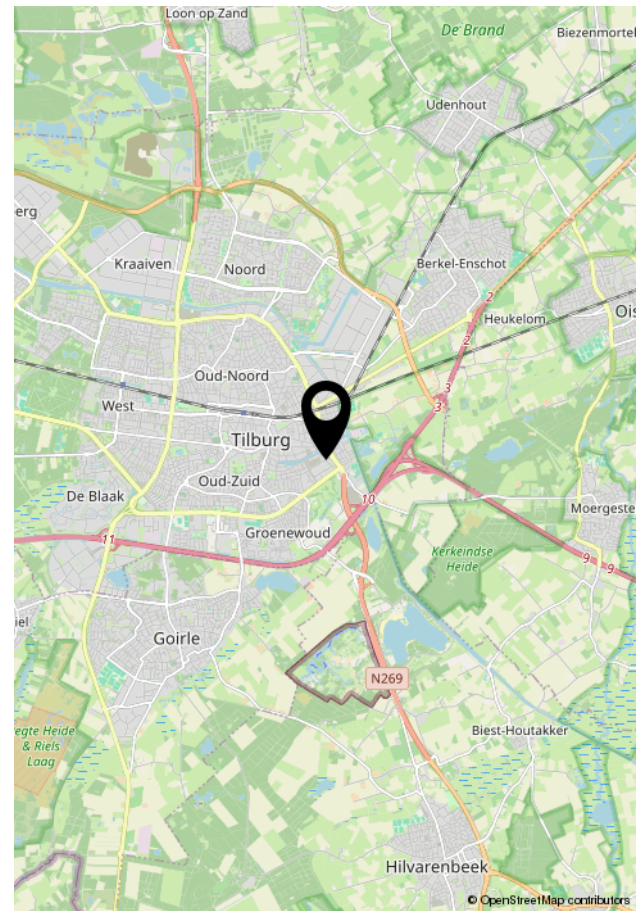 Loon op Zand
De Brand
Biezenmortel
Udenhout
erg
Kraaiven
Noord
Berkel-Enschot
2
Heukelom
Ois
2
Oud-Noord
3
West
3
Tilburg
Oud-Zuid
De Blaak
10
Moergeste
Groenewoud
11
Kerkeindse
Heide
9
9
iel
Goirle
N269
egte Heide
& Riels
Laag
Biest-Houtakker
Hilvarenbeek
© OpenStreetMap contributors